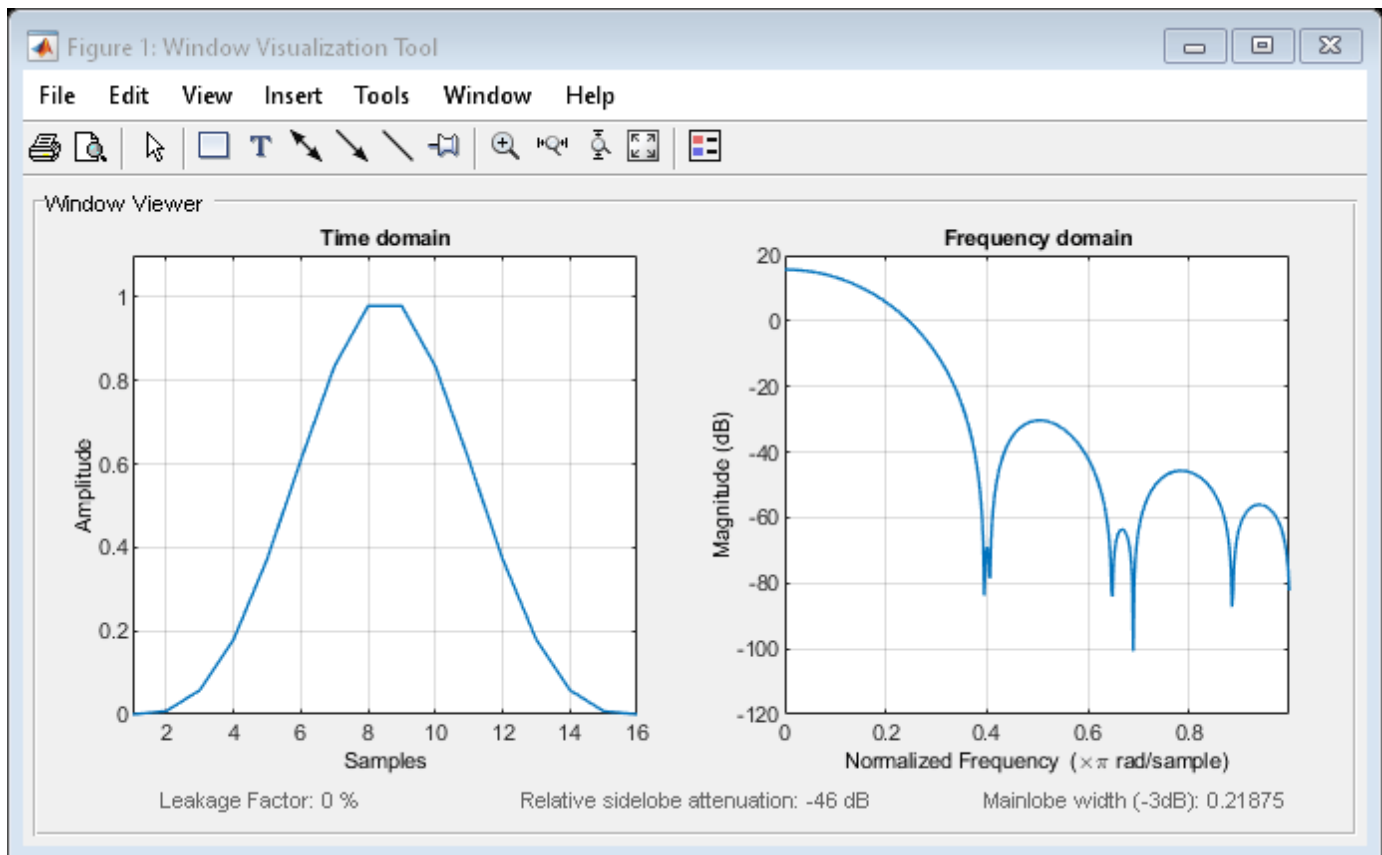 Figure 1: Window Visualization Tool
File Edit View Insert Tools Window Help
T
Window Viewer
Time domain
1
0.8
0.6
0.4
0.2
0
Amplitude
2 4 6 8 10 12 14 16
Samples
Frequency domain
20
0
-20
-40
-60
-80
-100
-120
Magnitude (dB)
0 0.2 0.4 0.6 0.8
Normalized Frequency (×π rad/sample)
Leakage Factor: 0 % Relative sidelobe attenuation: -46 dB Mainlobe width (-3dB): 0.21875